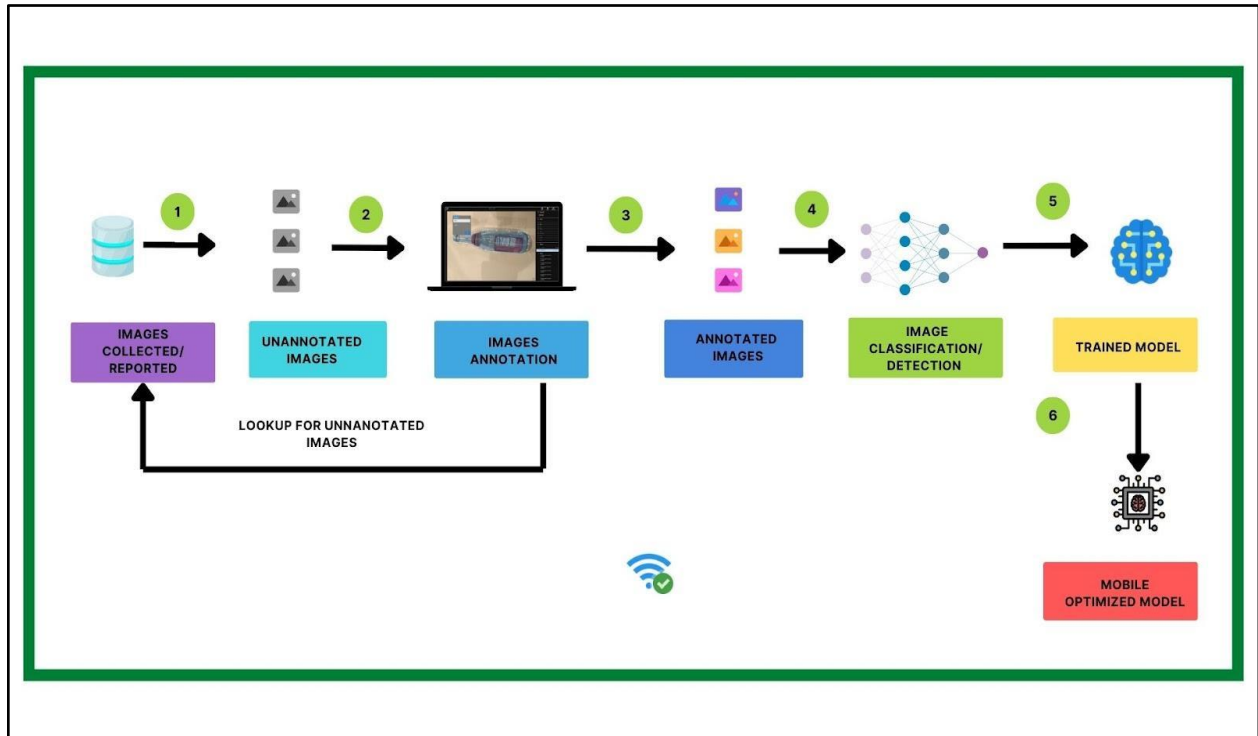 1
2
3
4
5
IMAGES
COLLECTED/
REPORTED
UNANNOTATED
IMAGES
IMAGES
ANNOTATION
ANNOTATED
IMAGES
IMAGE
CLASSIFICATION/
DETECTION
TRAINED MODEL
LOOKUP FOR UNNANOTATED
IMAGES
6
MOBILE
OPTIMIZED MODEL